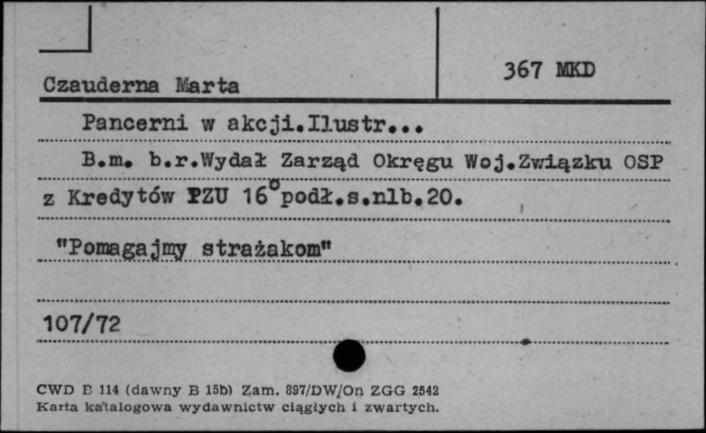 367 MKD
Czauderna Marta
Pancerni w akcji.Ilustr...
B.m. b.r.Wydał Zarząd Okręgu Woj.Związku OSP
z Kredytów PZU 16°podł.s.nlb.20.
"Pomagajmy strażakom"
107/72
CWD B 114 (dawny B 15b) Zam. 897/DW/On ZGG 2542
Karta katalogowa wydawnictw ciągłych i zwartych.